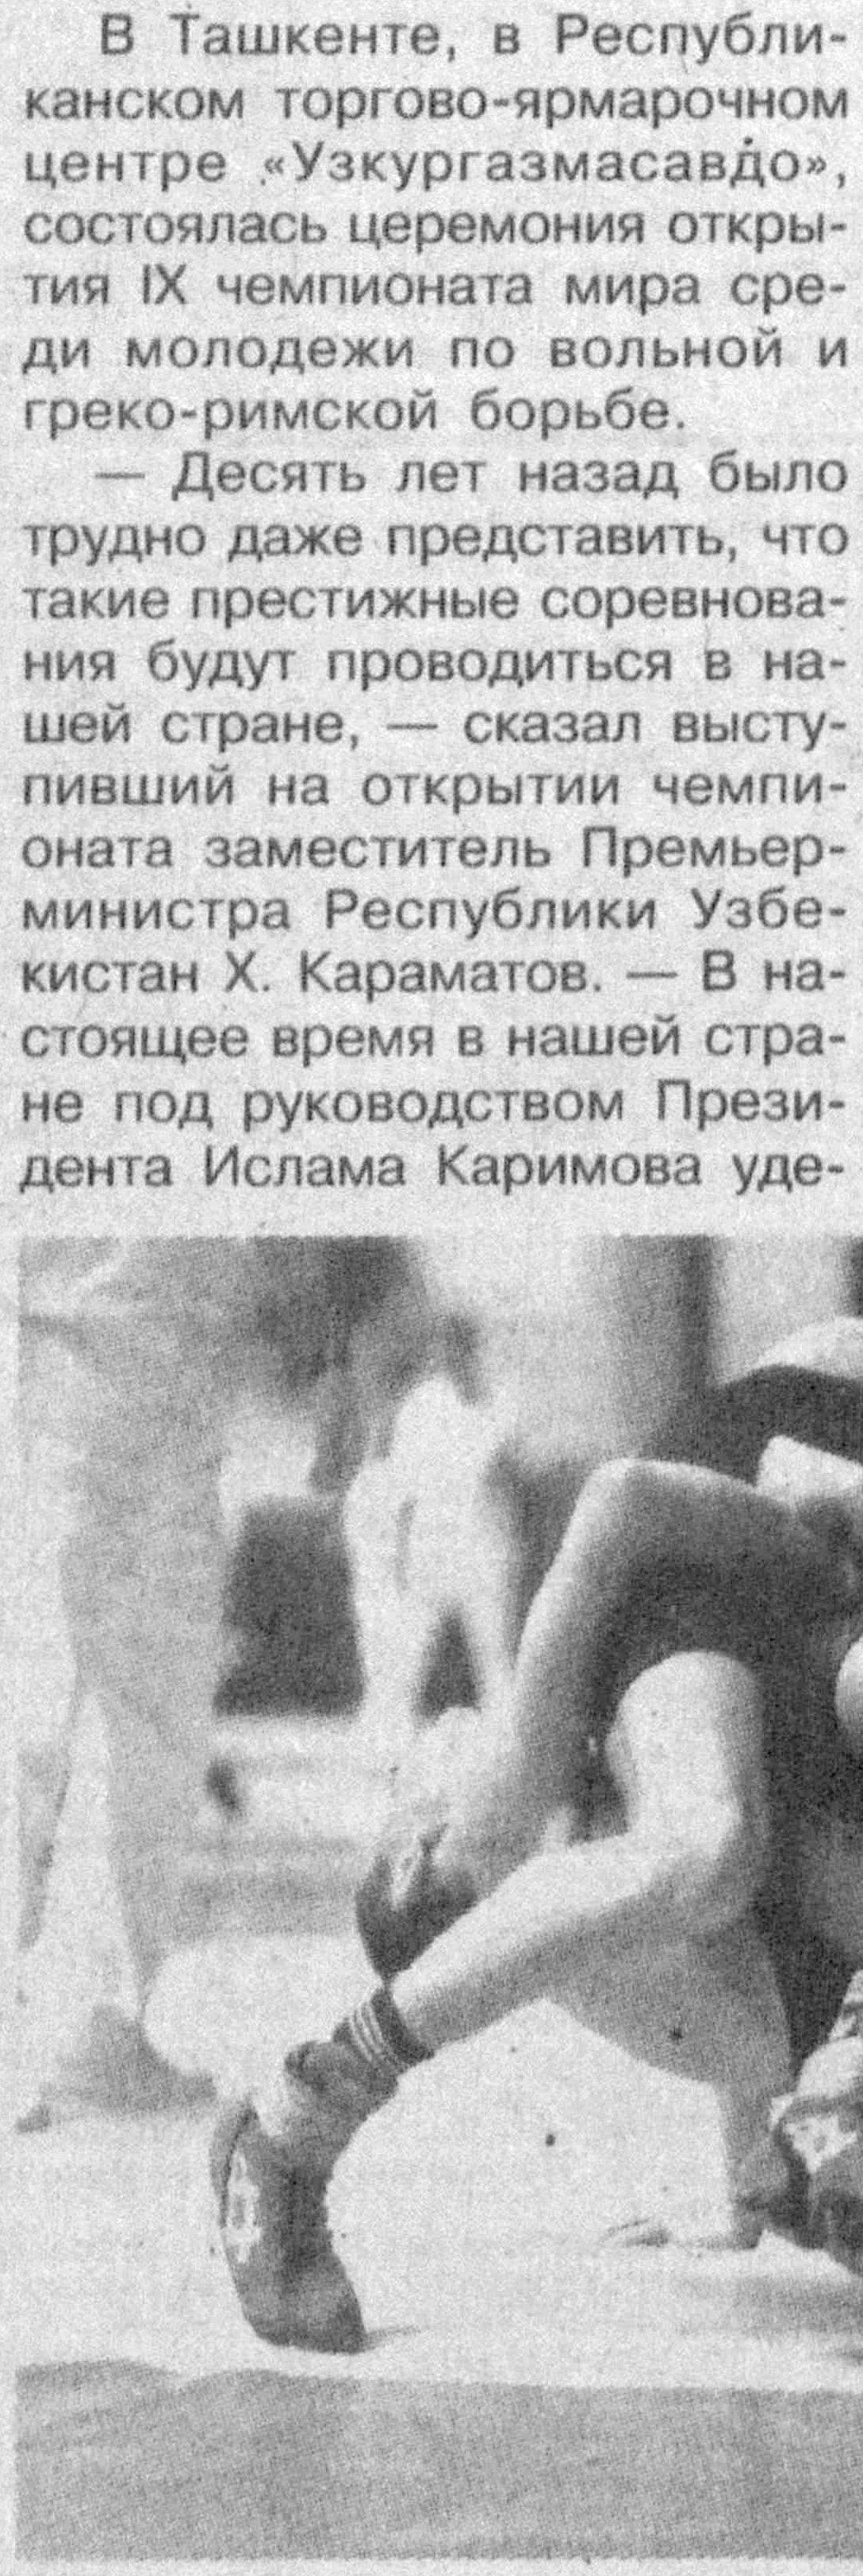 В Ташкенте, в Республи-
канском торгово-ярмарочном
центре «Узкургазмасавдо»,
состоялась церемония откры-
тия IX чемпионата мира сре-
ди молодежи по вольной и
греко-римской борьбе.
— Десять лет назад было
трудно даже представить, что
такие престижные соревнова-
ния будут проводиться в на-
шей стране, — сказал высту-
пивший на открытии чемпи-
оната заместитель Премьер-
министра Республики Узбе-
кистан Х. Караматов. — В на-
стоящее время в нашей стра-
не под руководством Прези-
дента Ислама Каримова уде-